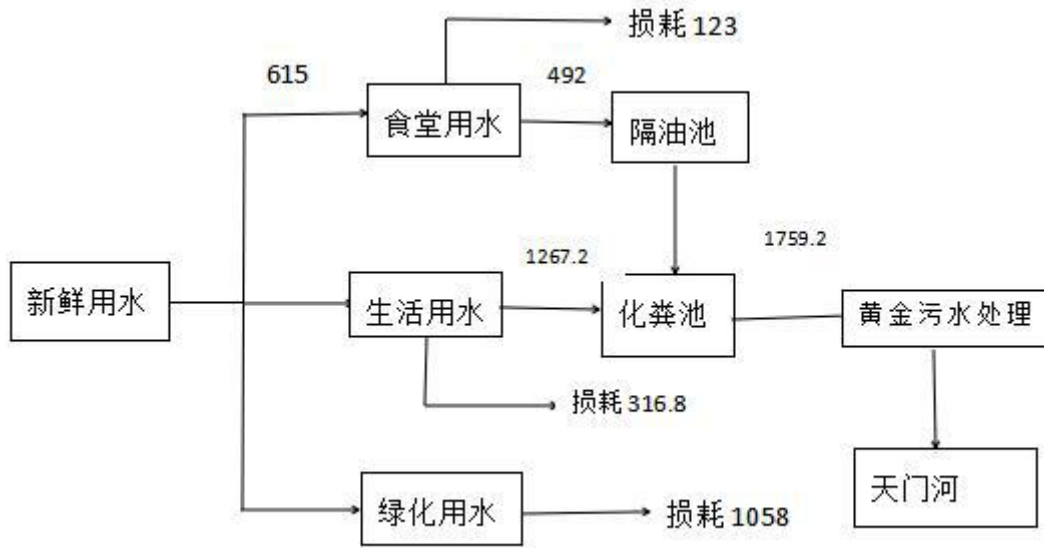 损耗 123
615
492
食堂用水
隔油池
1759.2
1267.2
新鲜用水
生活用水
化粪池
黄金污水处理
损耗 316.8
天门河
绿化用水
损耗 1058